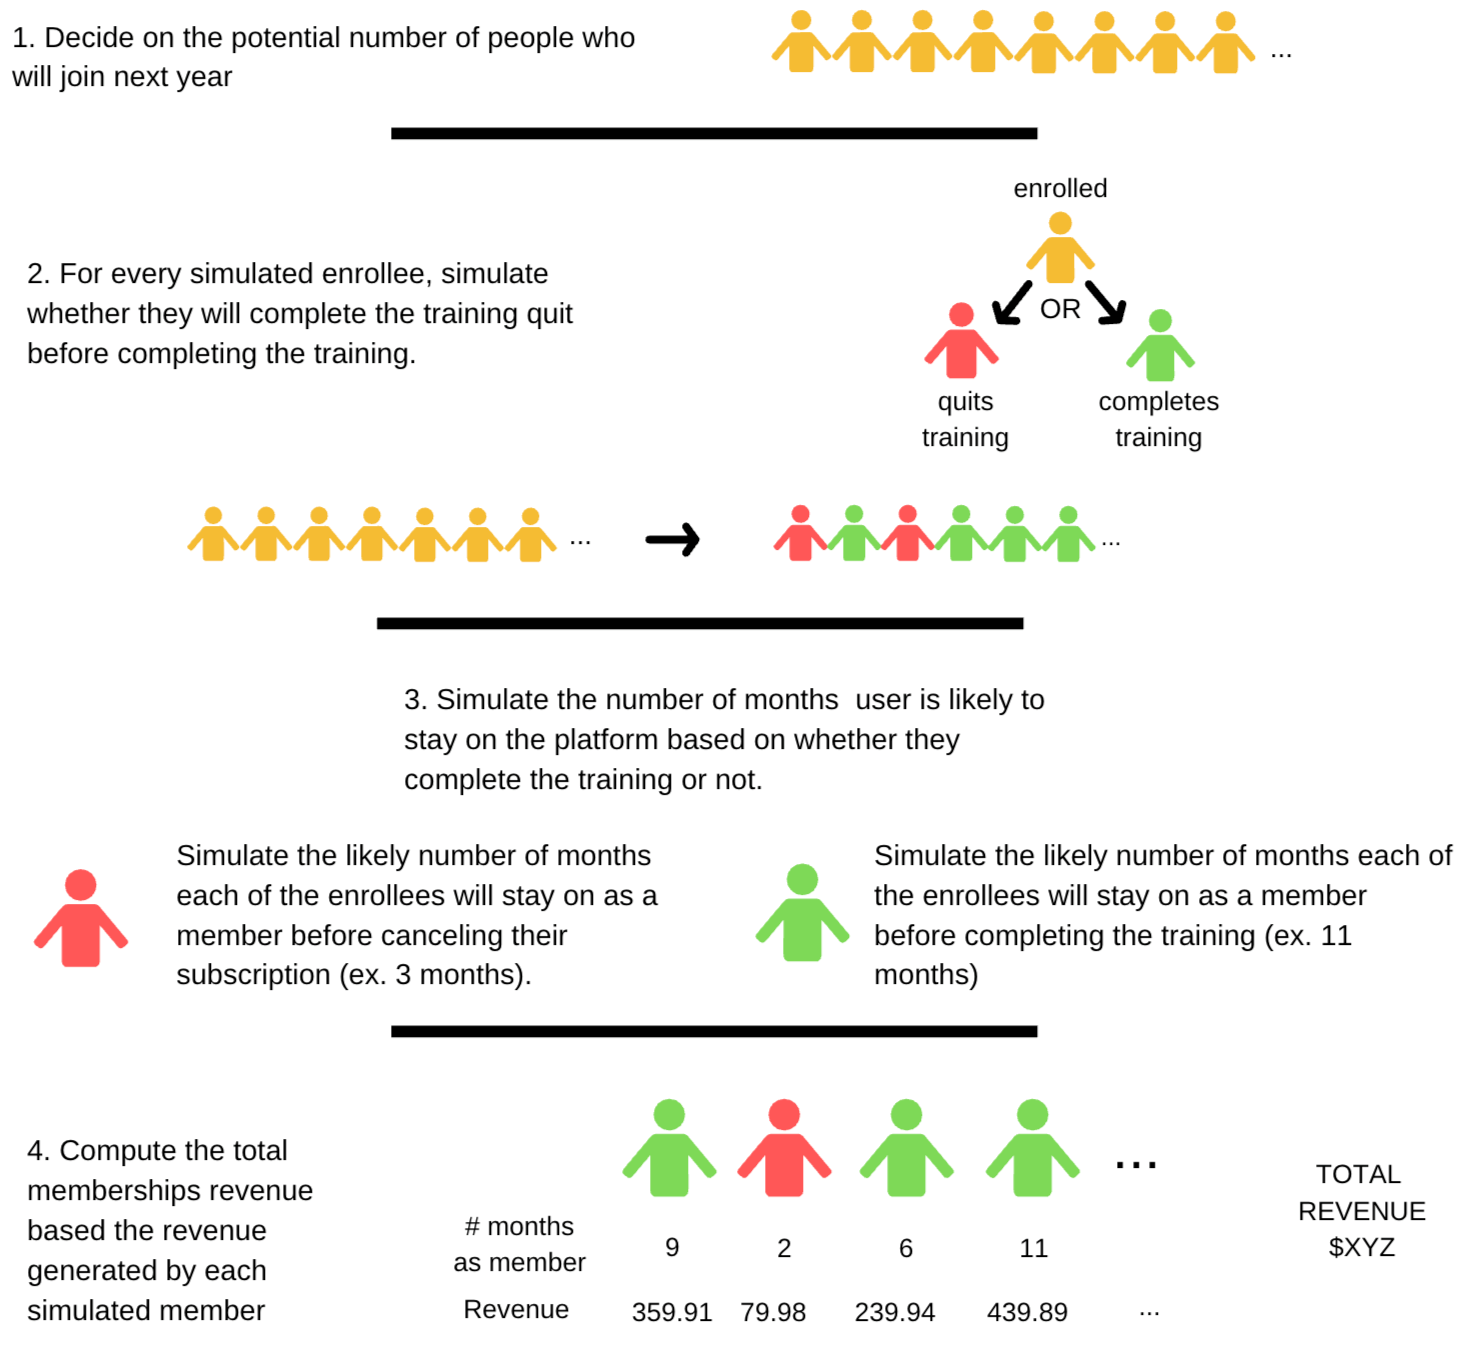 1. Decide on the potential number of people who
will join next year
...
enrolled
2. For every simulated enrollee, simulate
whether they will complete the training quit
before completing the training.
OR
quits
training
completes
training
...
...
3. Simulate the number of months  user is likely to
stay on the platform based on whether they
complete the training or not.
Simulate the likely number of months
each of the enrollees will stay on as a
member before canceling their
subscription (ex. 3 months).
Simulate the likely number of months each of
the enrollees will stay on as a member
before completing the training (ex. 11
months)
4. Compute the total
memberships revenue
based the revenue
generated by each
simulated member
...
# months
as member
9 2 6 11
Revenue 359.91 79.98 239.94 439.89 ...
TOTAL
REVENUE
$XYZ